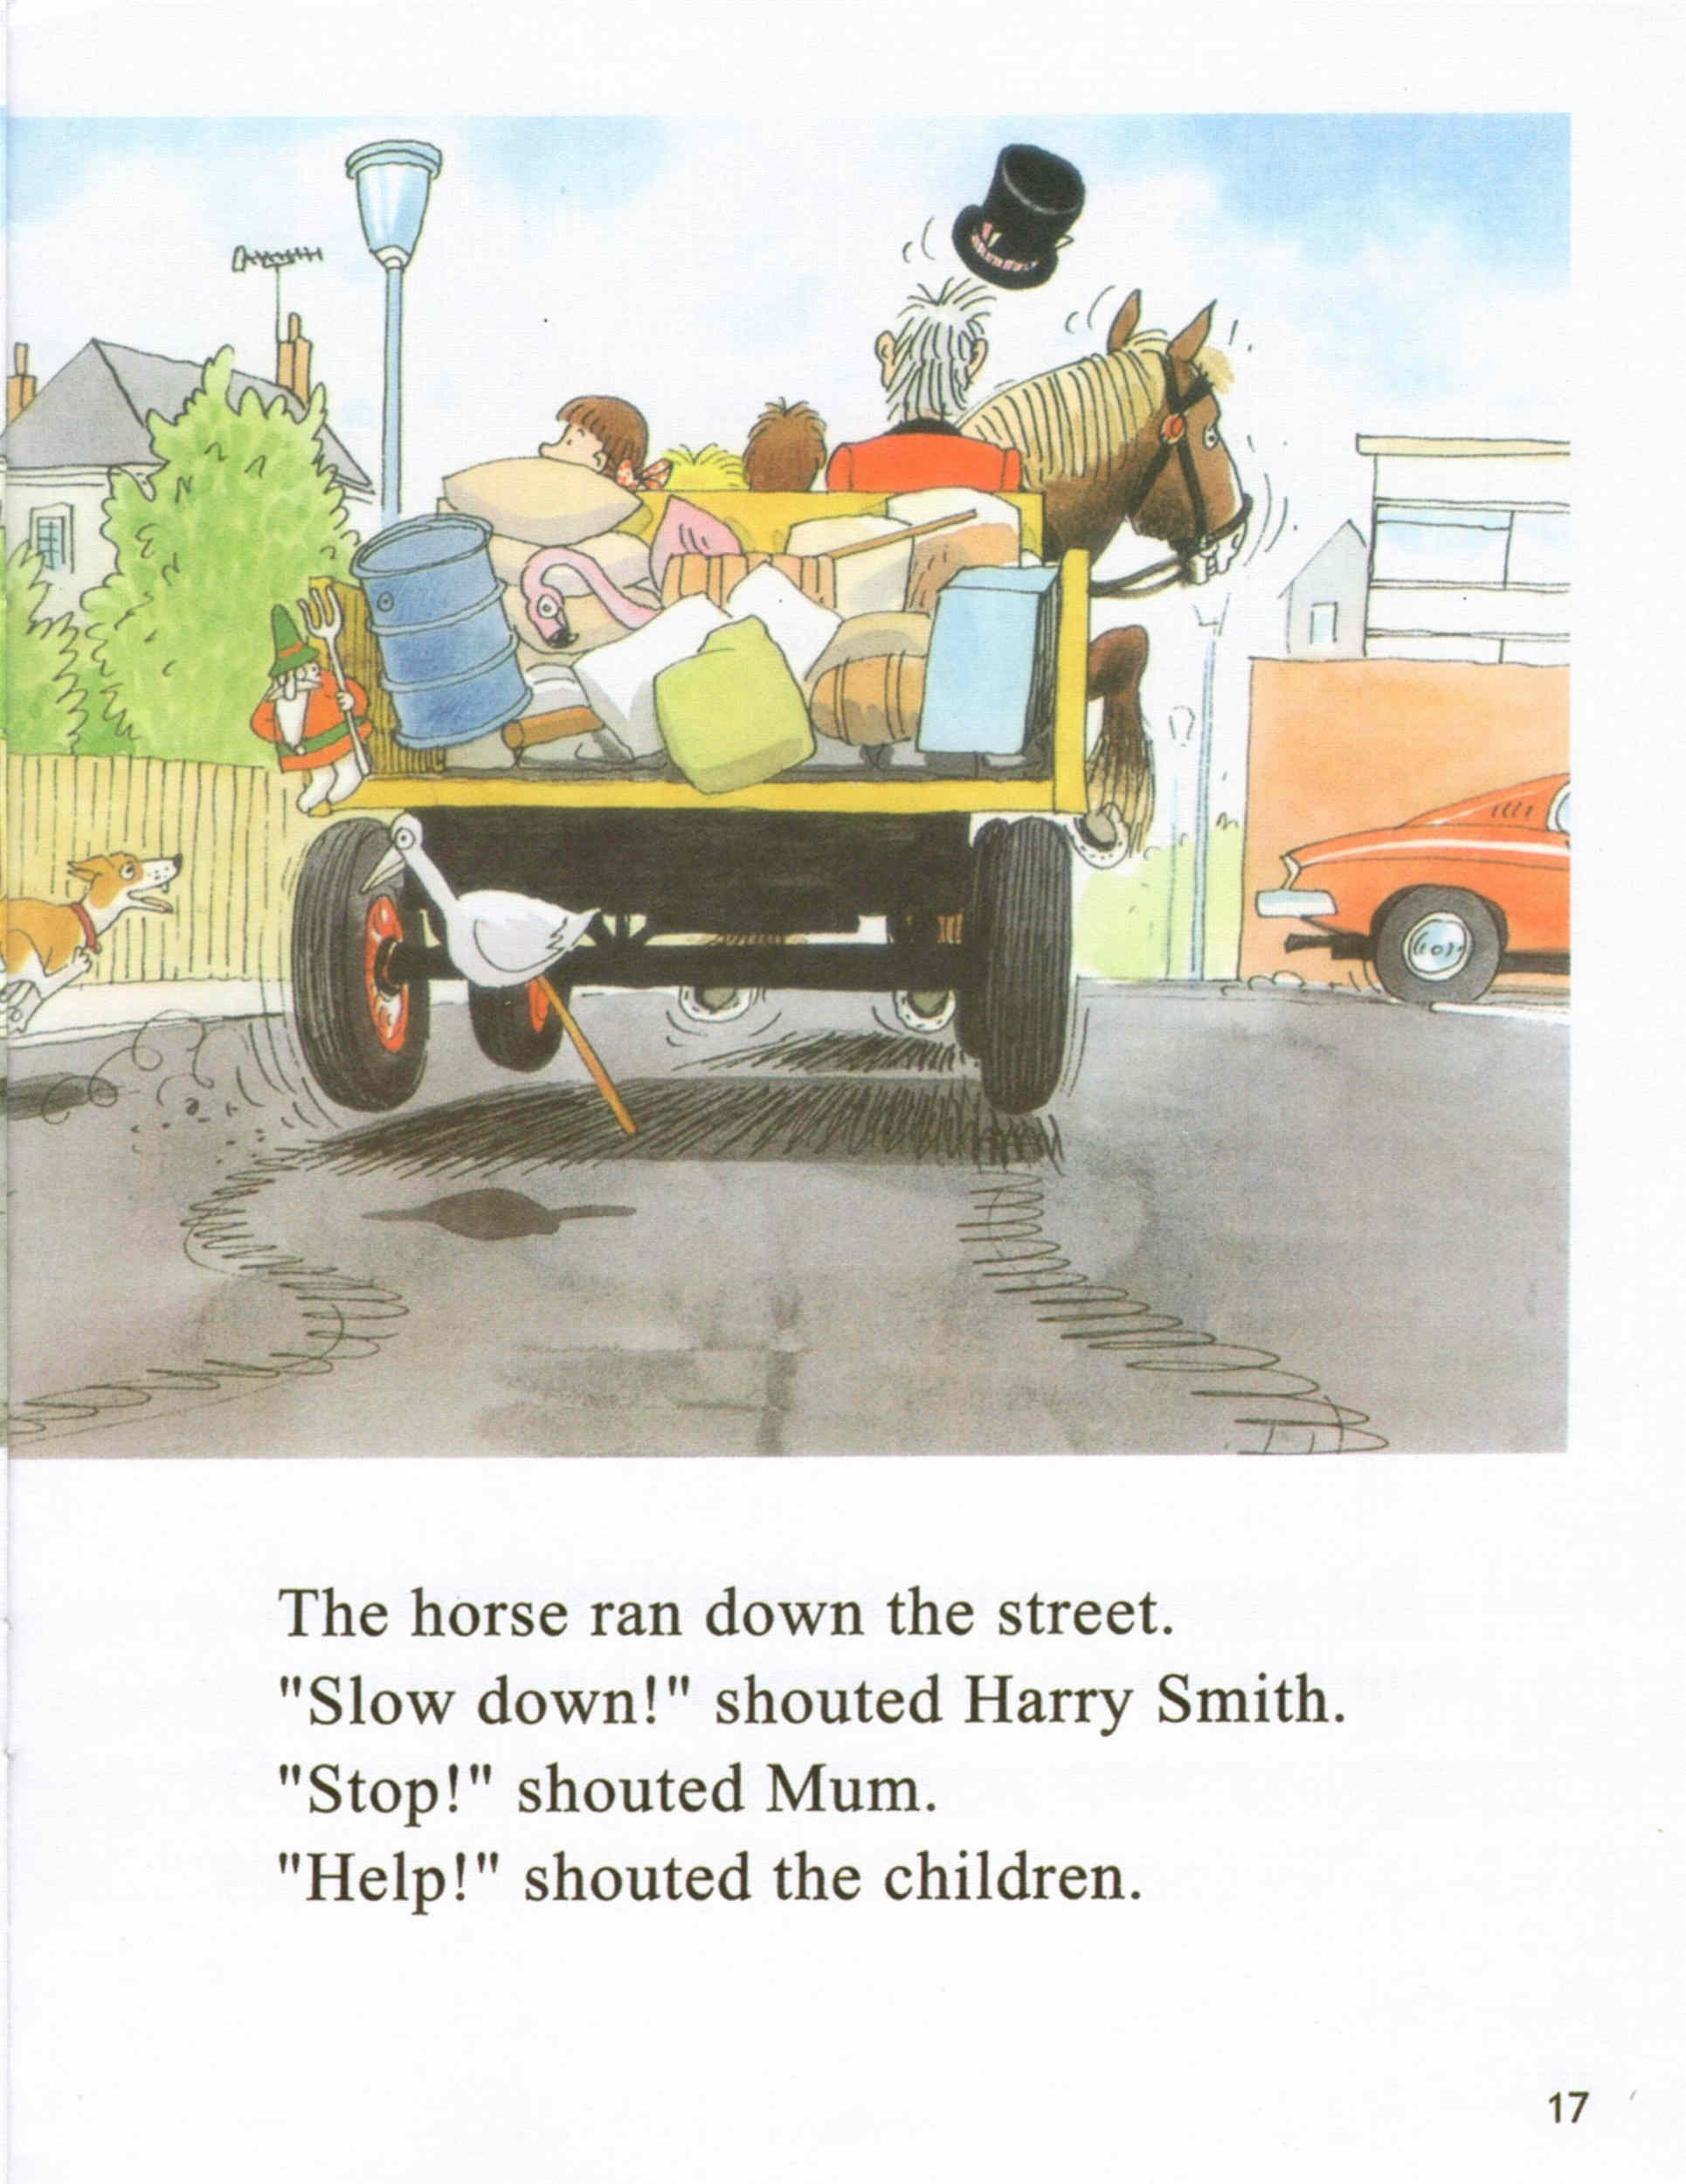 The horse ran down the street.
"Slow down!" shouted Harry Smith.
"Stop!" shouted Mum.
"Help!" shouted the children.
17